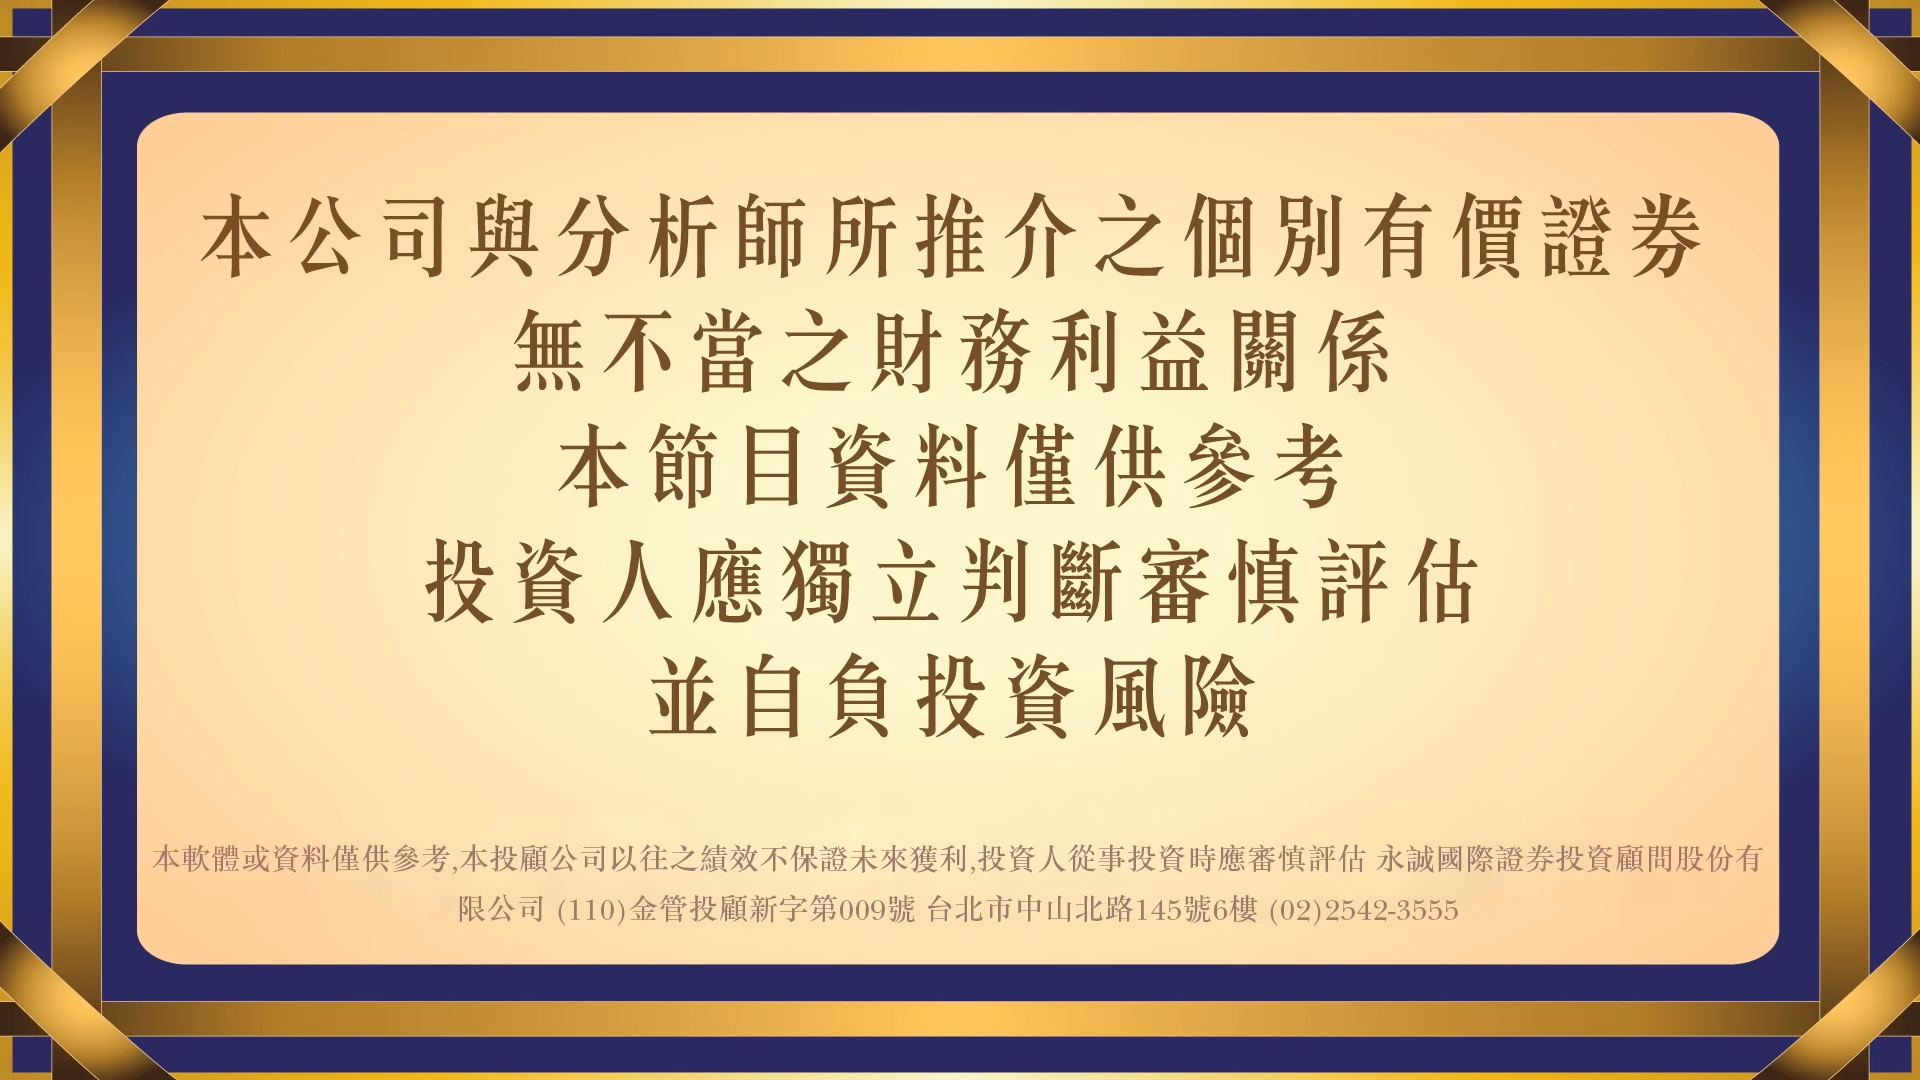 本公司與分析師所推介之個別有價證券
無不當之財務利益關係
本節目資料僅供參考
投資人應獨立判斷審慎評估
並自負投資風險
本軟體或資料僅供參考,本投顧公司以往之績效不保證未來獲利,投資人從事投資時應審慎評估 永誠國際證券投資顧問股份有
限公司 (110)金管投顧新字第009號 台北市中山北路145號6樓 (02)2542-3555